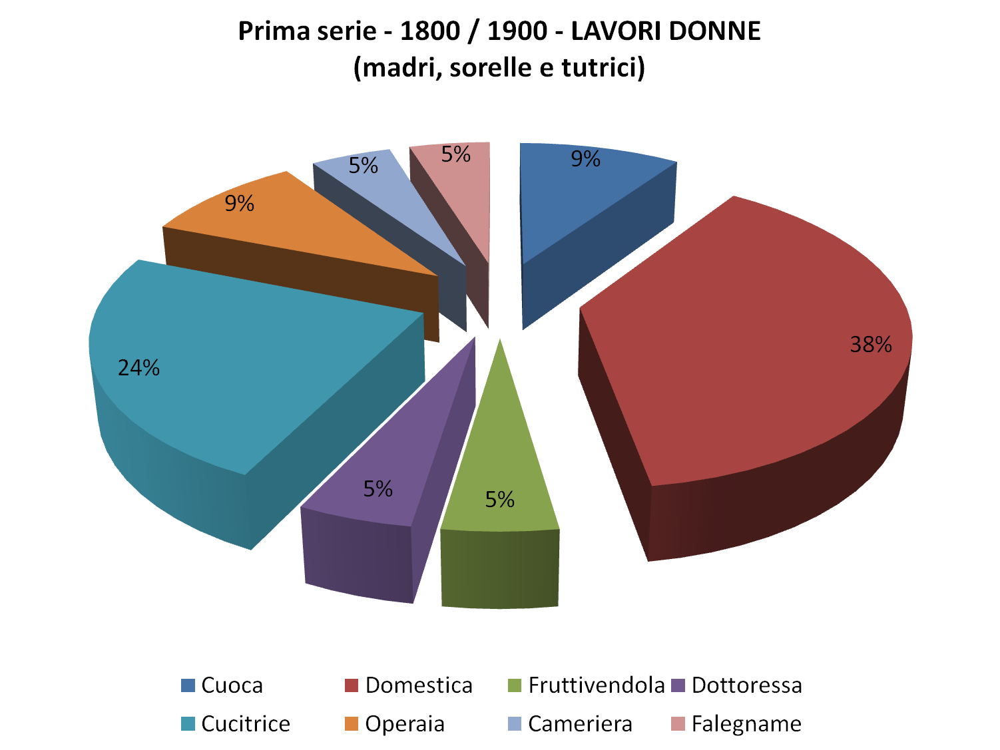 Prima serie - 1800 / 1900 - LAVORI DONNE
(madri, sorelle e tutrici)
5%
5%
9%
5%
9%
38%
24%
5%
5%
Cuoca
Domestica
Fruttivendola
Dottoressa
Cucitrice
Operaia
Cameriera
Falegname